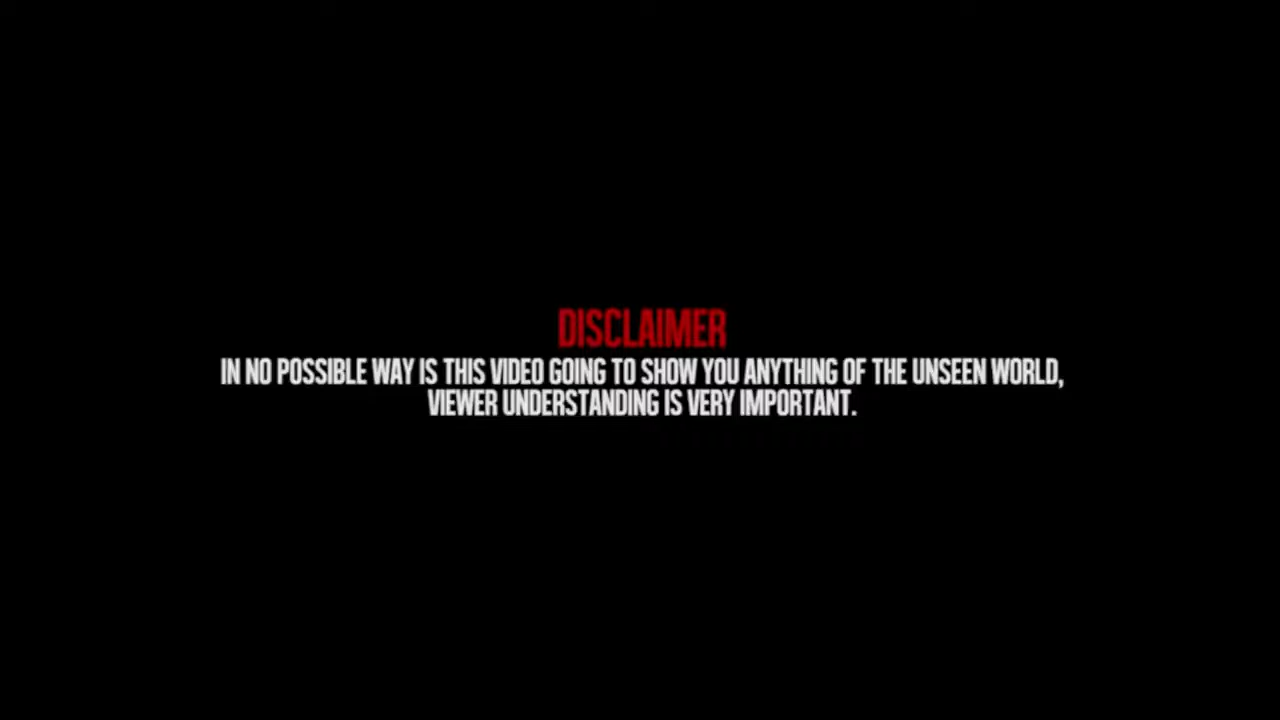 DISCLAIMER
IN NO POSSIBLE WAY IS THIS VIDEO GOING TO SHOW YOU ANYTHING OF THE UNSEEN WORLD,
VIEWER UNDERSTANDING IS VERY IMPORTANT.